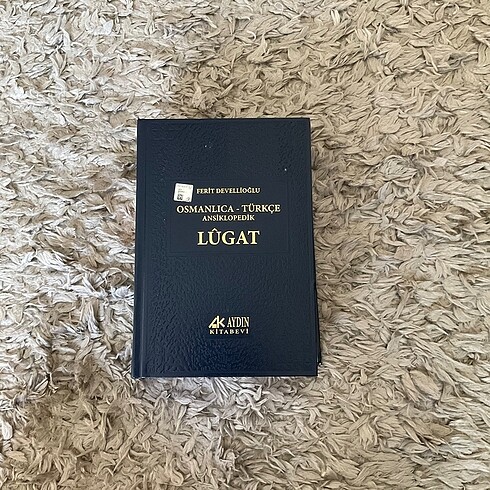 FERİT DEVELLİOĞLU
OSMANLICA - TÜRKÇE
ANSİKLOPEDİK
LÛGAT
AYDIN
KİTABEVİ